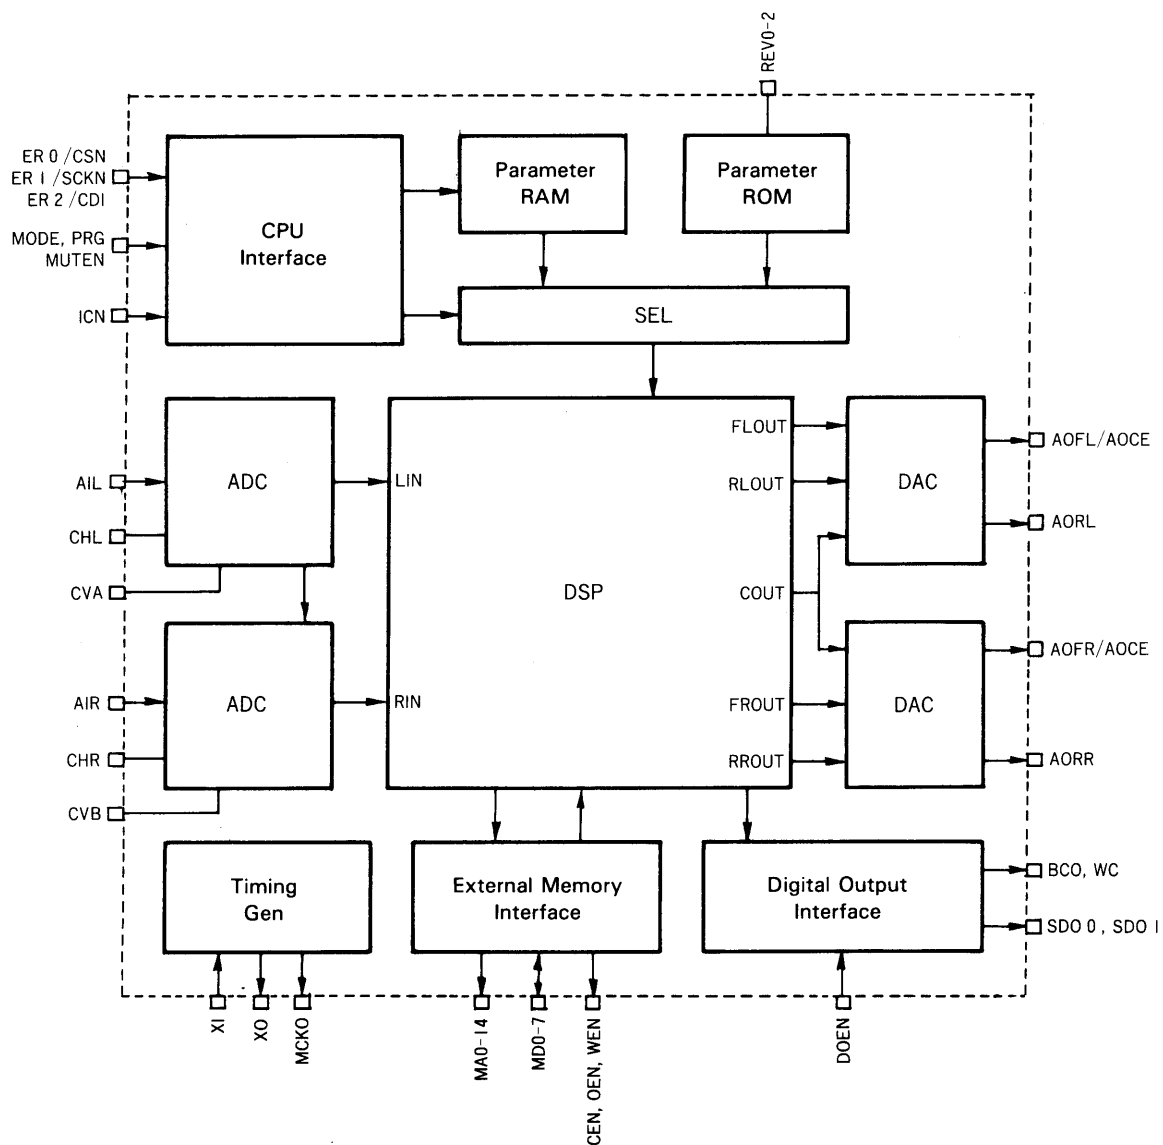 REV0-2
ER 0 /CSN
ER 1 /SCKN
ER 2 /CDI
MODE, PRG
MUTEN
ICN
CPU
Interface
Parameter
RAM
Parameter
ROM
SEL
AIL
CHL
CVA
ADC
LIN
AIR
CHR
CVB
ADC
RIN
DSP
FLOUT
RLOUT
COUT
FROUT
RROUT
DAC
AOFL/AOCE
AORL
DAC
AOFR/AOCE
AORR
Timing
Gen
External Memory
Interface
Digital Output
Interface
BCO, WC
SDO 0, SDO 1
XI
XO
MCKO
MA0-14
MD0-7
CEN, OEN, WEN
DOEN